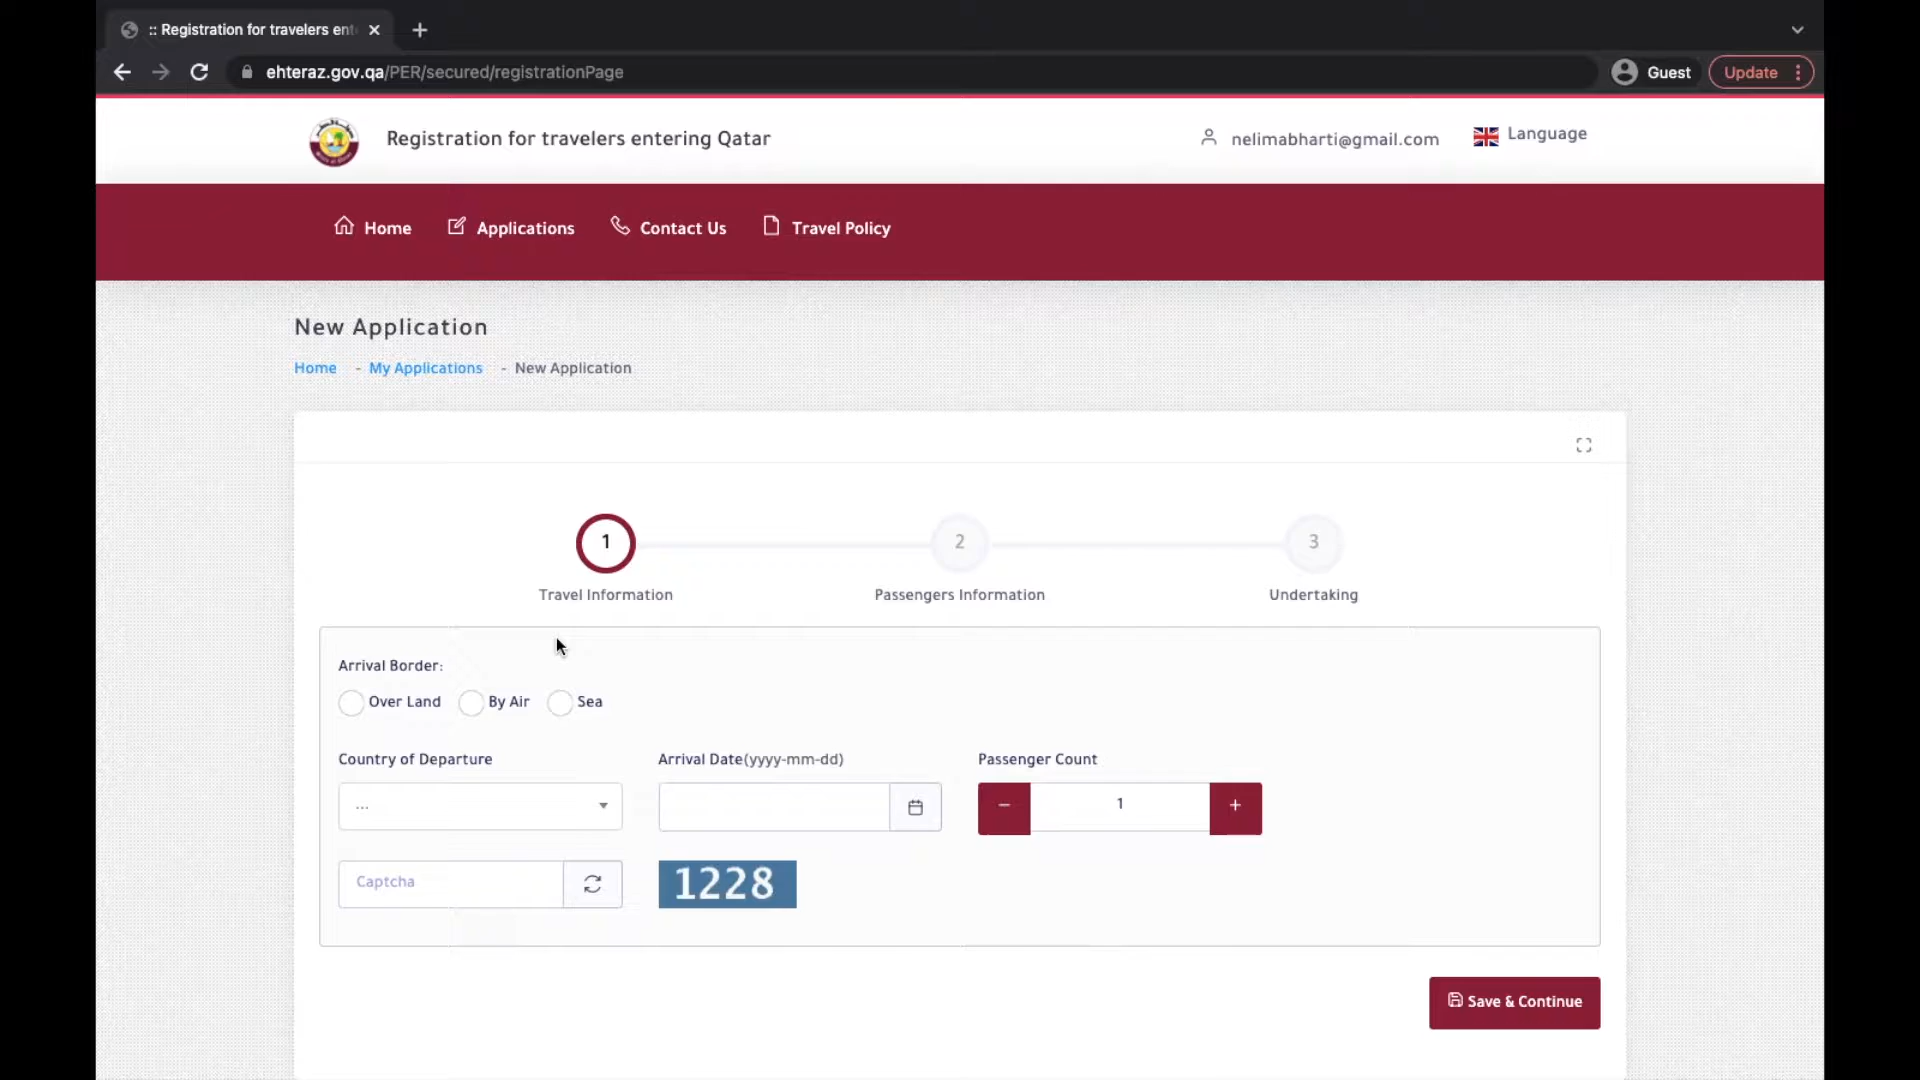 :: Registration for travelers ent
ehteraz.gov.qa/PER/secured/registrationPage
Guest
Update
Registration for travelers entering Qatar
nelimabharti@gmail.com
Language
Home
Applications
Contact Us
Travel Policy
New Application
Home - My Applications - New Application
1
2
3
Travel Information
Passengers Information
Undertaking
Arrival Border:
Over Land
By Air
Sea
Country of Departure
Arrival Date(yyyy-mm-dd)
Passenger Count
...
− 1 +
Captcha
1228
Save & Continue